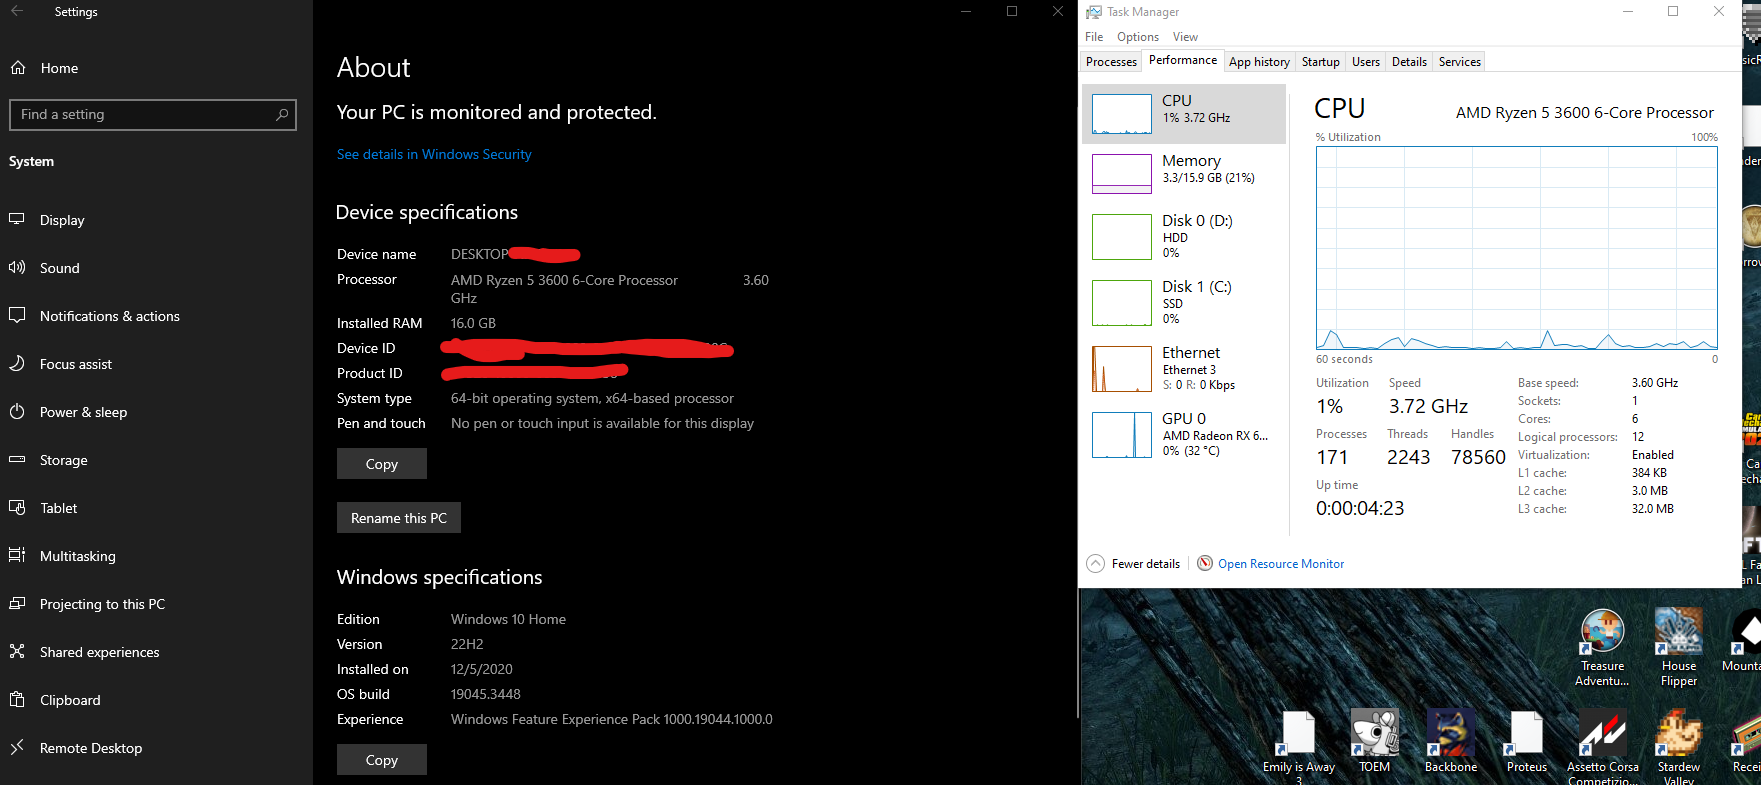 Settings
Home
Find a setting
System
Display
Sound
Notifications & actions
Focus assist
Power & sleep
Storage
Tablet
Multitasking
Projecting to this PC
Shared experiences
Clipboard
Remote Desktop
About
Your PC is monitored and protected.
See details in Windows Security
Device specifications
Device name DESKTOP
Processor AMD Ryzen 5 3600 6-Core Processor 3.60
GHz
Installed RAM 16.0 GB
Device ID
Product ID
System type 64-bit operating system, x64-based processor
Pen and touch No pen or touch input is available for this display
Copy
Rename this PC
Windows specifications
Edition Windows 10 Home
Version 22H2
Installed on 12/5/2020
OS build 19045.3448
Experience Windows Feature Experience Pack 1000.19044.1000.0
Copy
Task Manager
File Options View
Processes Performance App history Startup Users Details Services
CPU
1% 3.72 GHz
Memory
3.3/15.9 GB (21%)
Disk 0 (D:)
HDD
0%
Disk 1 (C:)
SSD
0%
Ethernet
Ethernet 3
S: 0 R: 0 Kbps
GPU 0
AMD Radeon RX 6...
0% (32 °C)
CPU AMD Ryzen 5 3600 6-Core Processor
% Utilization 100%
60 seconds 0
Utilization Speed
1% 3.72 GHz
Processes Threads Handles
171 2243 78560
Up time
0:00:04:23
Base speed: 3.60 GHz
Sockets: 1
Cores: 6
Logical processors: 12
Virtualization: Enabled
L1 cache: 384 KB
L2 cache: 3.0 MB
L3 cache: 32.0 MB
Fewer details Open Resource Monitor
Treasure
Adventu...
House
Flipper
Mounta
Emily is Away
3
TOEM
Backbone
Proteus
Assetto Corsa
Competizio...
Stardew
Valley
Recei